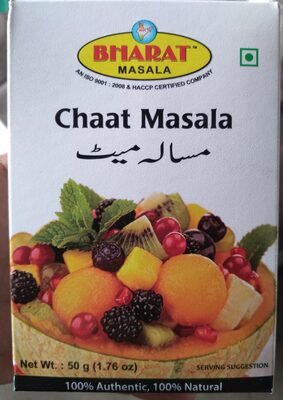 BHARAT™
MASALA
AN ISO 9001 : 2008 & HACCP CERTIFIED COMPANY
Chaat Masala
مسالہ میٹ
Net Wt. : 50 g (1.76 oz)
SERVING SUGGESTION
100% Authentic, 100% Natural